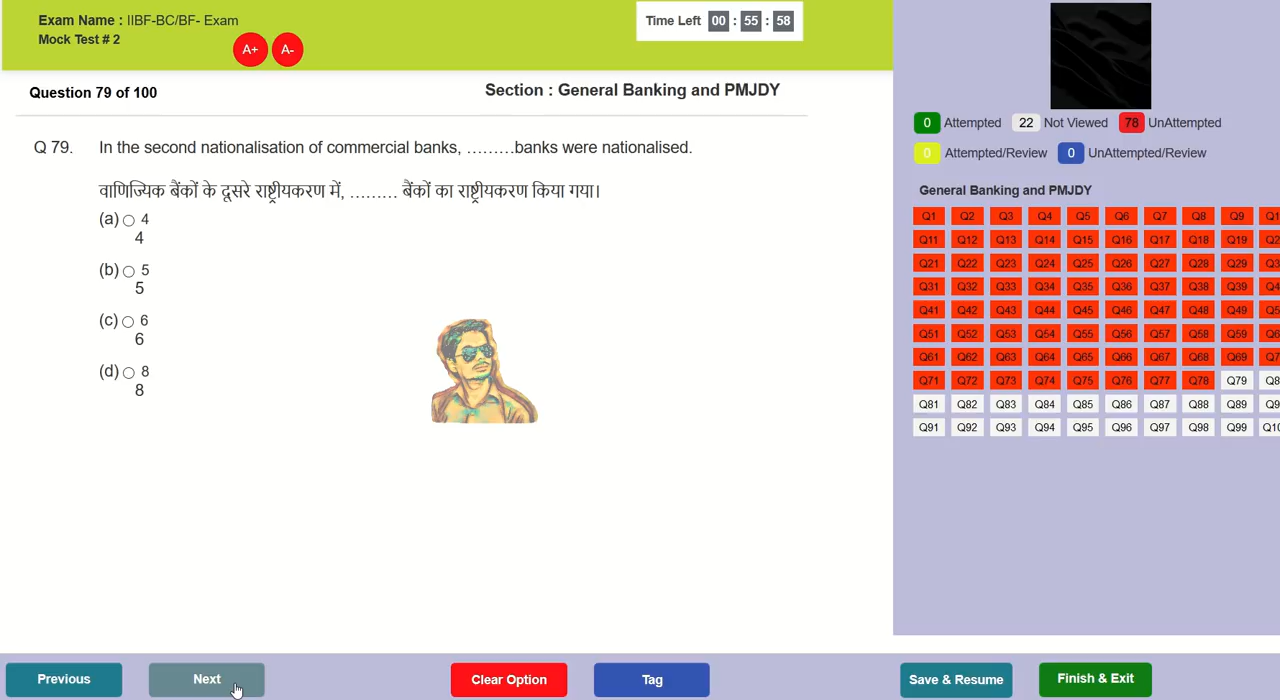 Exam Name : IIBF-BC/BF- Exam
Mock Test # 2
A+ A-
Time Left 00 : 55 : 58
Question 79 of 100
Section : General Banking and PMJDY
Q 79. In the second nationalisation of commercial banks, ………banks were nationalised.
वाणिज्यिक बैंकों के दूसरे राष्ट्रीयकरण में, ……… बैंकों का राष्ट्रीयकरण किया गया।
(a) 4
4
(b) 5
5
(c) 6
6
(d) 8
8
0 Attempted 22 Not Viewed 78 UnAttempted
0 Attempted/Review 0 UnAttempted/Review
General Banking and PMJDY
Q1 Q2 Q3 Q4 Q5 Q6 Q7 Q8 Q9
Q11 Q12 Q13 Q14 Q15 Q16 Q17 Q18 Q19
Q21 Q22 Q23 Q24 Q25 Q26 Q27 Q28 Q29
Q31 Q32 Q33 Q34 Q35 Q36 Q37 Q38 Q39
Q41 Q42 Q43 Q44 Q45 Q46 Q47 Q48 Q49
Q51 Q52 Q53 Q54 Q55 Q56 Q57 Q58 Q59
Q61 Q62 Q63 Q64 Q65 Q66 Q67 Q68 Q69
Q71 Q72 Q73 Q74 Q75 Q76 Q77 Q78 Q79
Q81 Q82 Q83 Q84 Q85 Q86 Q87 Q88 Q89
Q91 Q92 Q93 Q94 Q95 Q96 Q97 Q98 Q99
Previous Next Clear Option Tag Save & Resume Finish & Exit